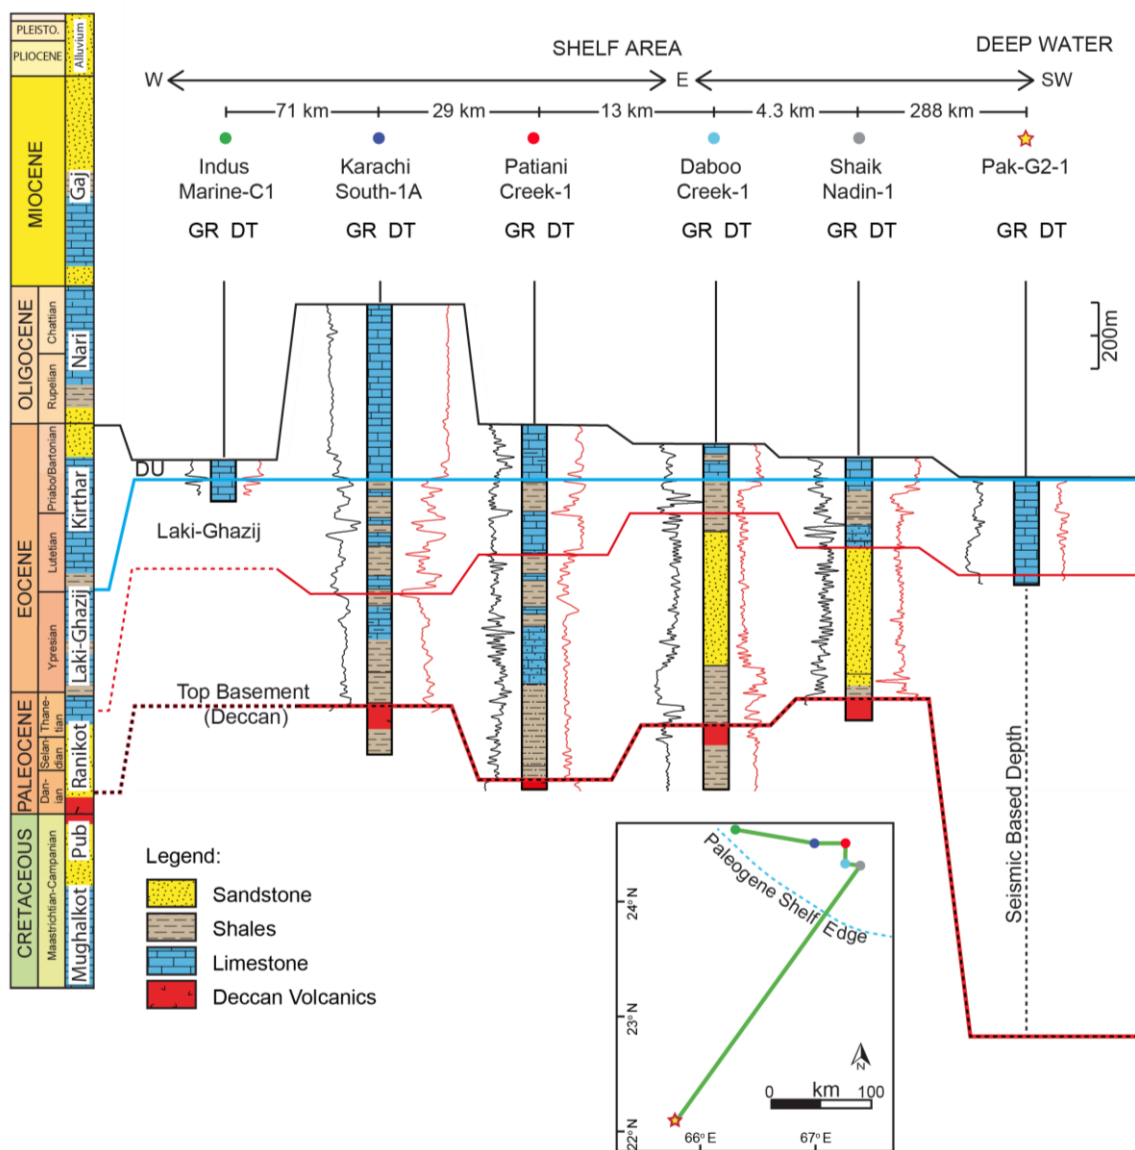 SHELF AREA
DEEP WATER
W
E
SW
71 km
29 km
13 km
4.3 km
288 km
Indus
Marine-C1
Karachi
South-1A
Patiani
Creek-1
Daboo
Creek-1
Shaik
Nadin-1
Pak-G2-1
GR DT
GR DT
GR DT
GR DT
GR DT
GR DT
200m
PLEISTO.
PLIOCENE
MIOCENE
OLIGOCENE
EOCENE
PALEOCENE
CRETACEOUS
Chattian
Rupelian
Priabo/Bartonian
Lutetian
Ypresian
Thane-
tian
Selan-
dian
Dan-
ian
Maastrichtian-Campanian
Alluvium
Gaj
Nari
Kirthar
Laki-Ghazij
Ranikot
Pub
Mughalkot
DU
Laki-Ghazij
Top Basement
(Deccan)
Seismic Based Depth
Legend:
Sandstone
Shales
Limestone
Deccan Volcanics
Paleogene Shelf Edge
24°N
23°N
22°N
66°E
67°E
N
0 km 100